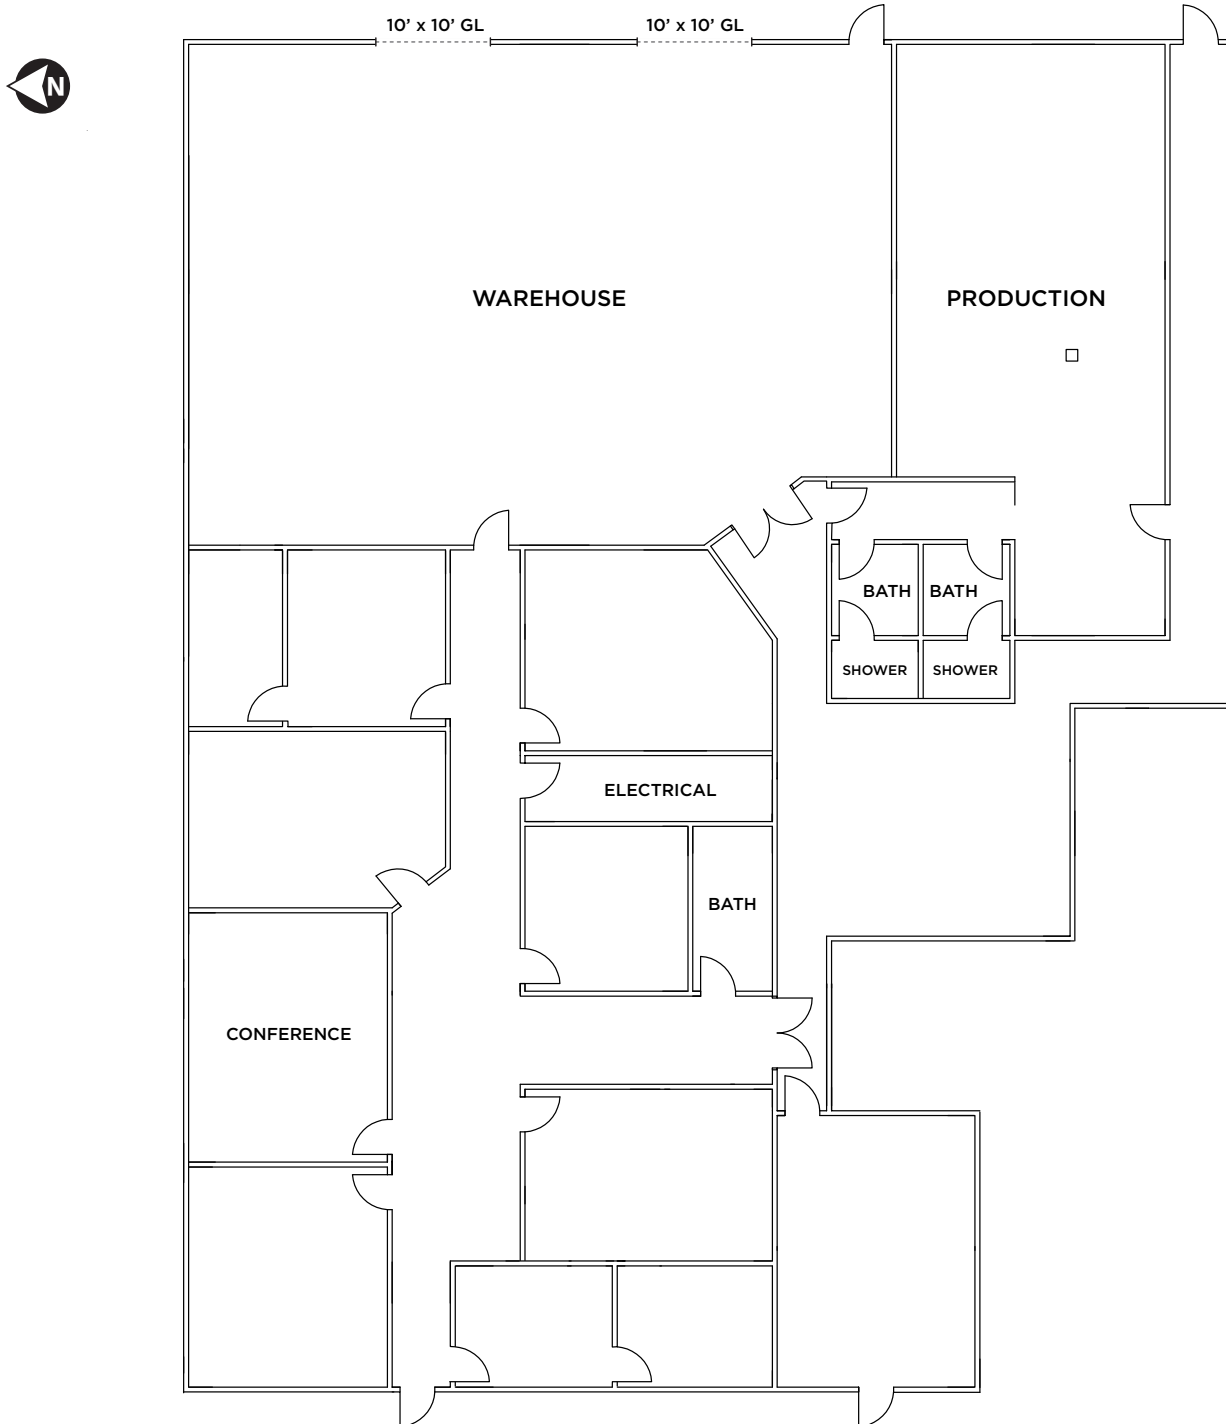 10’ x 10’ GL
10’ x 10’ GL
N
WAREHOUSE
PRODUCTION
BATH
BATH
SHOWER
SHOWER
ELECTRICAL
BATH
CONFERENCE